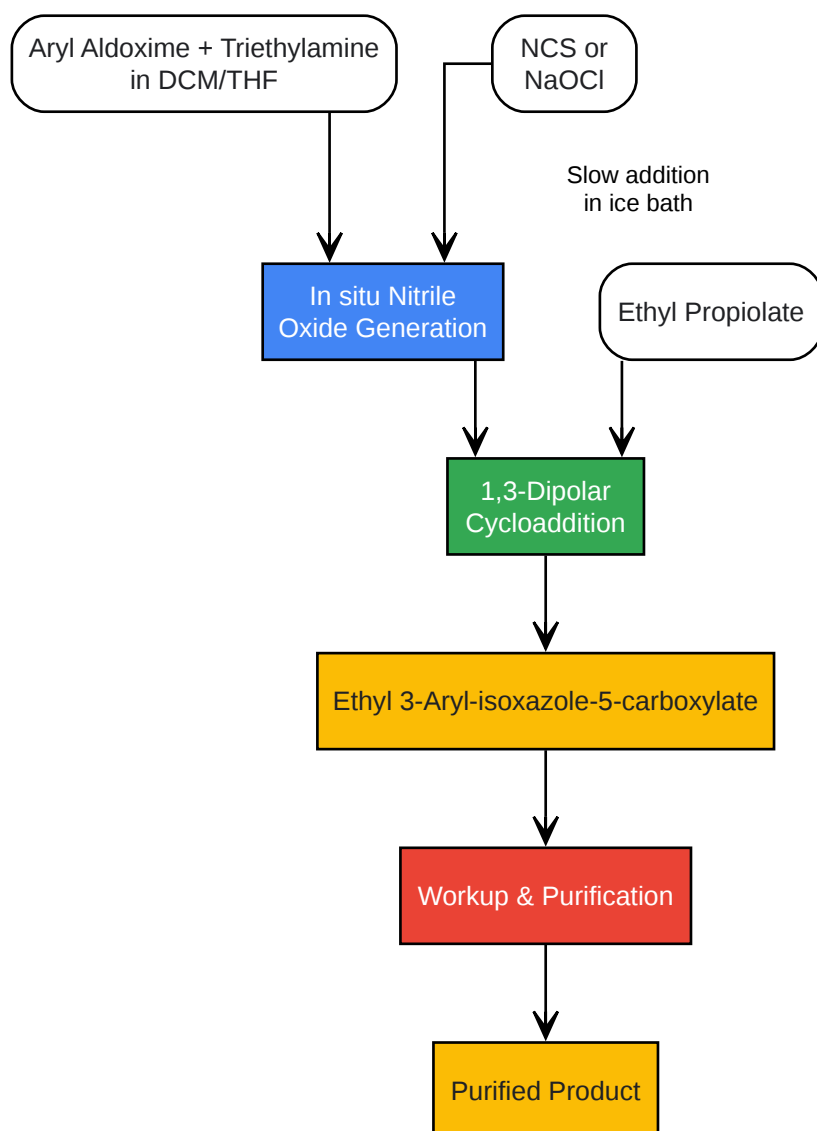 Aryl Aldoxime + Triethylamine
in DCM/THF
NCS or
NaOCl
Slow addition
in ice bath
In situ Nitrile
Oxide Generation
Ethyl Propiolate
1,3-Dipolar
Cycloaddition
Ethyl 3-Aryl-isoxazole-5-carboxylate
Workup & Purification
Purified Product